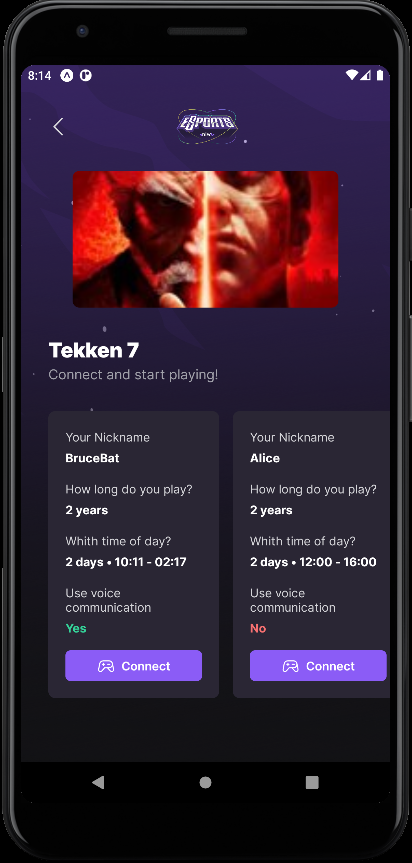 8:14
eSPORTS
Tekken 7
Connect and start playing!
Your Nickname
BruceBat
How long do you play?
2 years
Whith time of day?
2 days • 10:11 - 02:17
Use voice
communication
Yes
Connect
Your Nickname
Alice
How long do you play?
2 years
Whith time of day?
2 days • 12:00 - 16:00
Use voice
communication
No
Connect